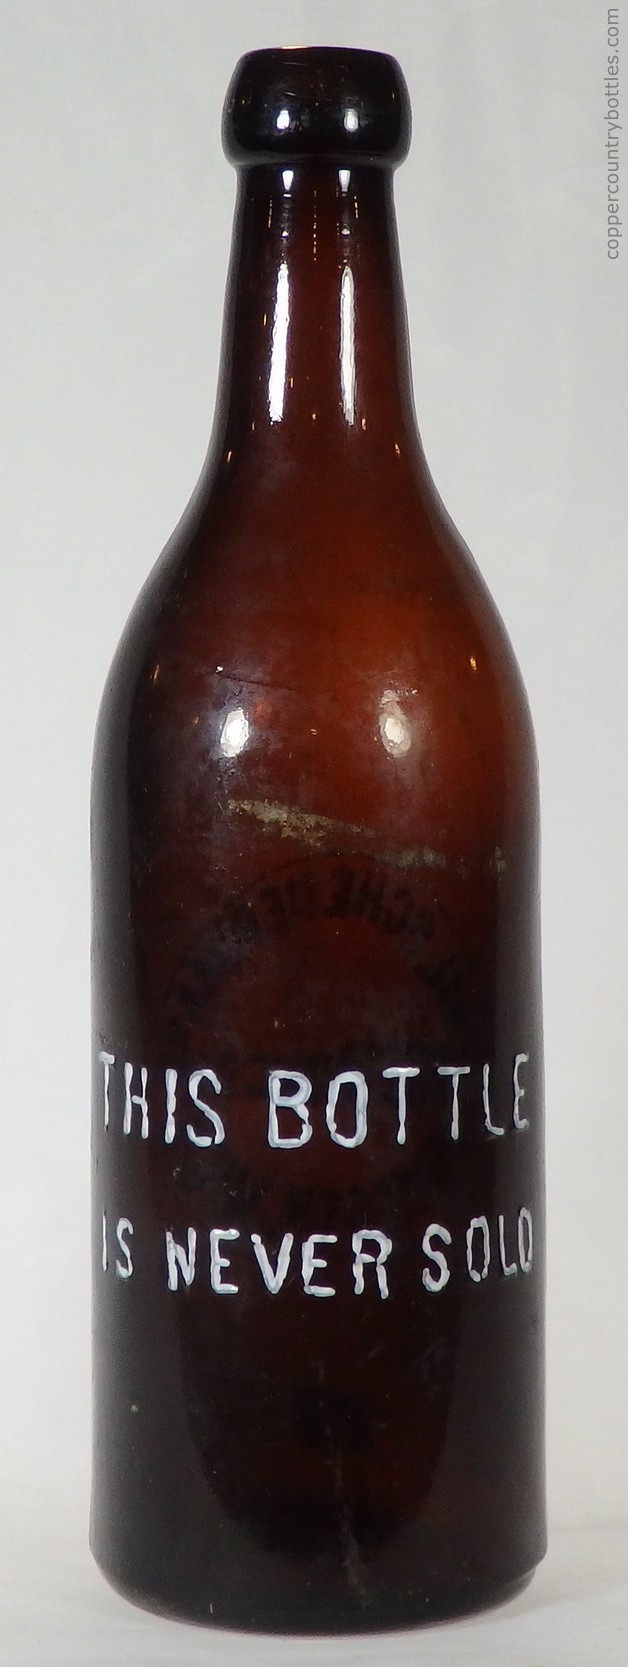 coppercountrybottles.com
THIS BOTTLE
IS NEVER SOLD